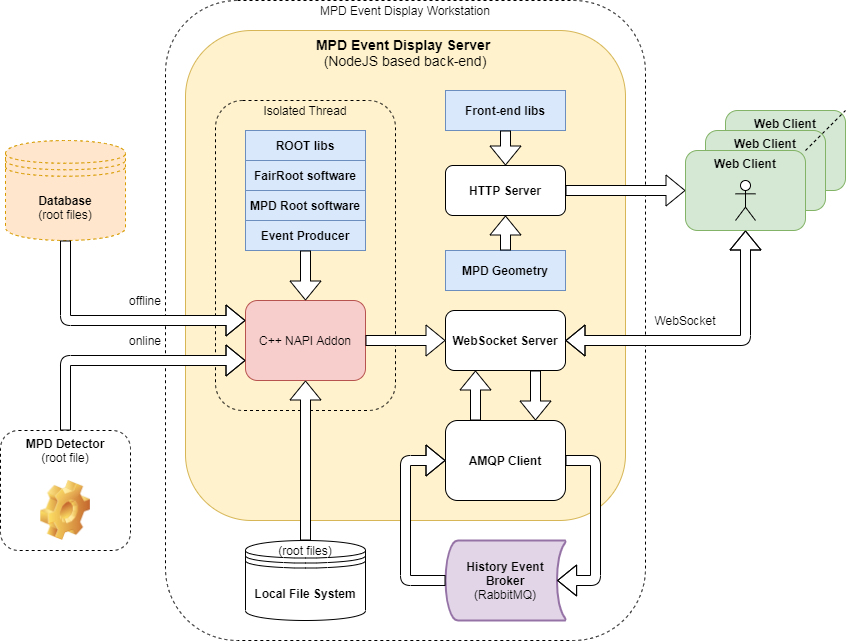 MPD Event Display Workstation
MPD Event Display Server
(NodeJS based back-end)
Isolated Thread
ROOT libs
FairRoot software
MPD Root software
Event Producer
Front-end libs
HTTP Server
MPD Geometry
Web Client
Web Client
Web Client
Database
(root files)
offline
online
C++ NAPI Addon
WebSocket Server
WebSocket
MPD Detector
(root file)
AMQP Client
(root files)
Local File System
History Event
Broker
(RabbitMQ)